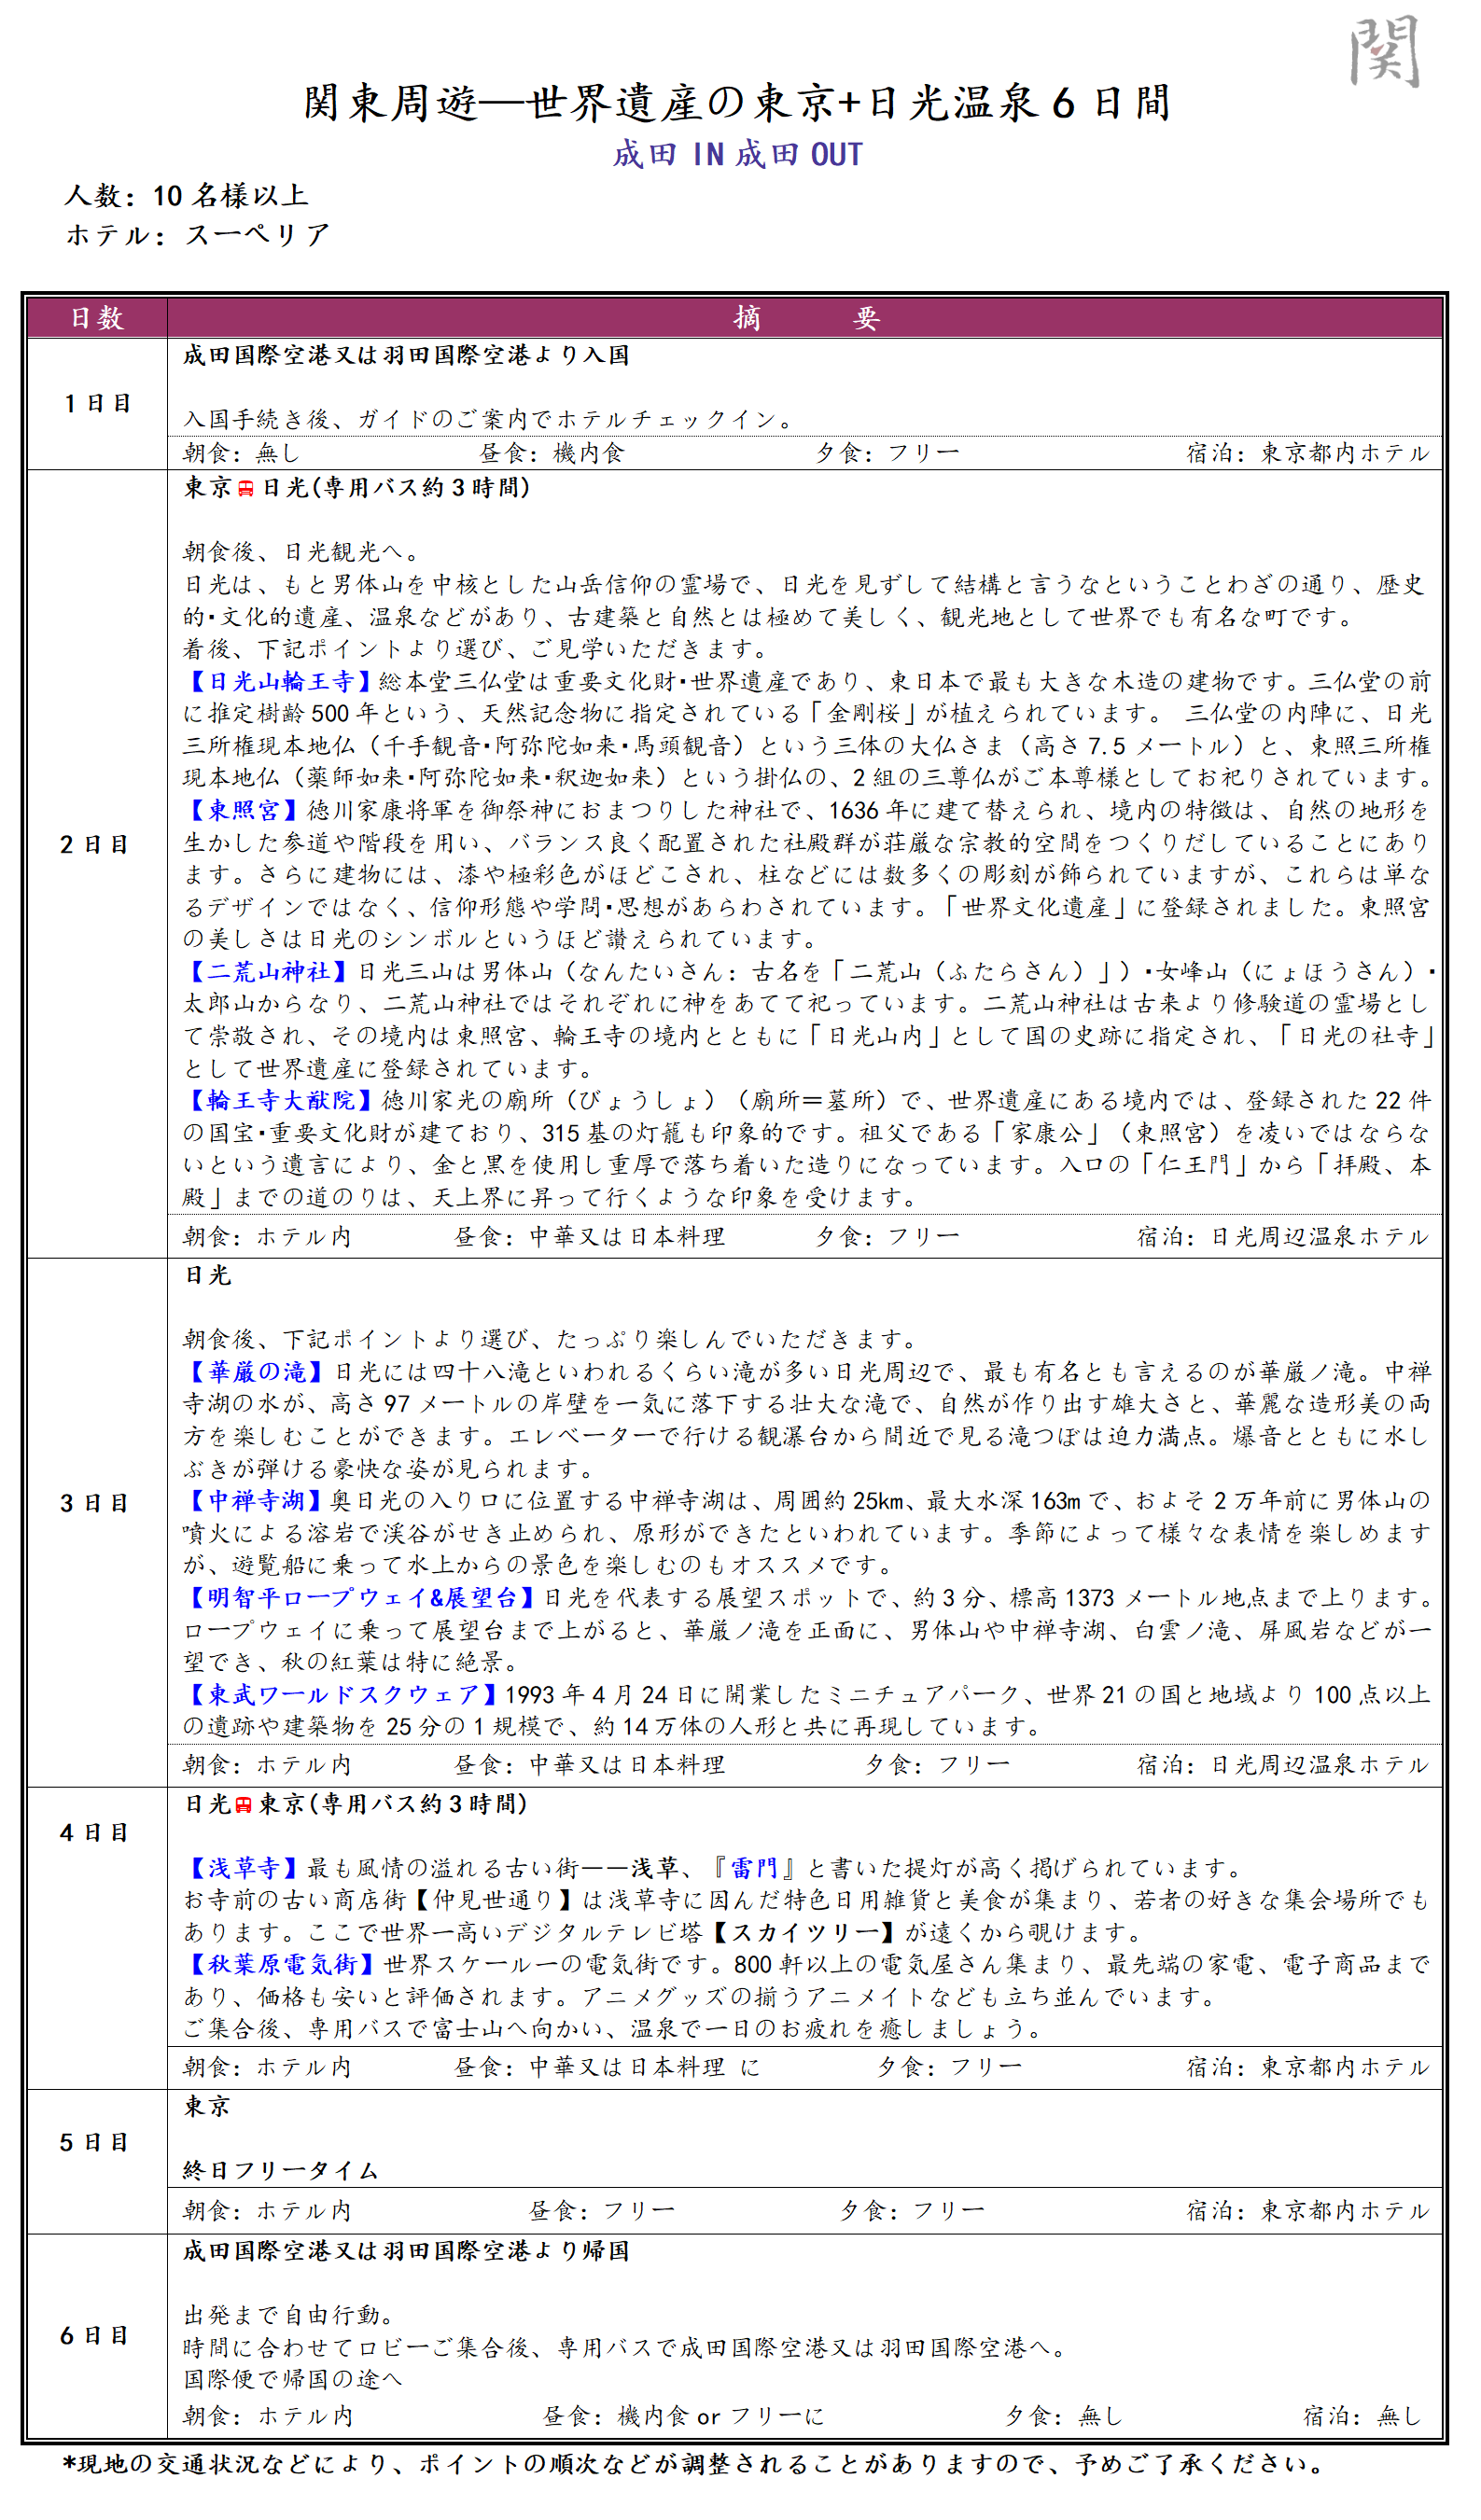 関
関東周遊—世界遺産の東京+日光温泉 6 日間
成田 IN 成田 OUT
人数: 10 名様以上
ホテル: スーペリア
日数 摘 要
1 日目
成田国際空港又は羽田国際空港より入国
入国手続き後、ガイドのご案内でホテルチェックイン。
朝食: 無し 昼食: 機内食 夕食: フリー 宿泊: 東京都内ホテル
2 日目
東京 日光(専用バス約 3 時間)
朝食後、日光観光へ。
日光は、もと男体山を中核とした山岳信仰の霊場で、日光を見ずして結構と言うなということわざの通り、歴史
的・文化的遺産、温泉などがあり、古建築と自然とは極めて美しく、観光地として世界でも有名な町です。
着後、下記ポイントより選び、ご見学いただきます。
【日光山輪王寺】総本堂三仏堂は重要文化財・世界遺産であり、東日本で最も大きな木造の建物です。三仏堂の前
に推定樹齢 500 年という、天然記念物に指定されている「金剛桜」が植えられています。 三仏堂の内陣に、日光
三所権現本地仏（千手観音・阿弥陀如来・馬頭観音）という三体の大仏さま（高さ 7.5 メートル）と、東照三所権
現本地仏（薬師如来・阿弥陀如来・釈迦如来）という掛仏の、2 組の三尊仏がご本尊様としてお祀りされています。
【東照宮】徳川家康将軍を御祭神におまつりした神社で、1636 年に建て替えられ、境内の特徴は、自然の地形を
生かした参道や階段を用い、バランス良く配置された社殿群が荘厳な宗教的空間をつくりだしていることにあり
ます。さらに建物には、漆や極彩色がほどこされ、柱などには数多くの彫刻が飾られていますが、これらは単な
るデザインではなく、信仰形態や学問・思想があらわされています。「世界文化遺産」に登録されました。東照宮
の美しさは日光のシンボルというほど讃えられています。
【二荒山神社】日光三山は男体山（なんたいさん: 古名を「二荒山（ふたらさん）」）・女峰山（にょほうさん）・
太郎山からなり、二荒山神社ではそれぞれに神をあてて祀っています。二荒山神社は古来より修験道の霊場とし
て崇敬され、その境内は東照宮、輪王寺の境内とともに「日光山内」として国の史跡に指定され、「日光の社寺」
として世界遺産に登録されています。
【輪王寺大猷院】徳川家光の廟所（びょうしょ）（廟所＝墓所）で、世界遺産にある境内では、登録された 22 件
の国宝・重要文化財が建ており、315 基の灯籠も印象的です。祖父である「家康公」（東照宮）を凌いではならな
いという遺言により、金と黒を使用し重厚で落ち着いた造りになっています。入口の「仁王門」から「拝殿、本
殿」までの道のりは、天上界に昇って行くような印象を受けます。
朝食: ホテル内 昼食: 中華又は日本料理 夕食: フリー 宿泊: 日光周辺温泉ホテル
3 日目
日光
朝食後、下記ポイントより選び、たっぷり楽しんでいただきます。
【華厳の滝】日光には四十八滝といわれるくらい滝が多い日光周辺で、最も有名とも言えるのが華厳ノ滝。中禅
寺湖の水が、高さ 97 メートルの岸壁を一気に落下する壮大な滝で、自然が作り出す雄大さと、華麗な造形美の両
方を楽しむことができます。エレベーターで行ける観瀑台から間近で見る滝つぼは迫力満点。爆音とともに水し
ぶきが弾ける豪快な姿が見られます。
【中禅寺湖】奥日光の入り口に位置する中禅寺湖は、周囲約 25km、最大水深 163m で、およそ 2 万年前に男体山の
噴火による溶岩で渓谷がせき止められ、原形ができたといわれています。季節によって様々な表情を楽しめます
が、遊覧船に乗って水上からの景色を楽しむのもオススメです。
【明智平ロープウェイ&展望台】日光を代表する展望スポットで、約 3 分、標高 1373 メートル地点まで上ります。
ロープウェイに乗って展望台まで上がると、華厳ノ滝を正面に、男体山や中禅寺湖、白雲ノ滝、屏風岩などが一
望でき、秋の紅葉は特に絶景。
【東武ワールドスクウェア】1993 年 4 月 24 日に開業したミニチュアパーク、世界 21 の国と地域より 100 点以上
の遺跡や建築物を 25 分の 1 規模で、約 14 万体の人形と共に再現しています。
朝食: ホテル内 昼食: 中華又は日本料理 夕食: フリー 宿泊: 日光周辺温泉ホテル
4 日目
日光 東京(専用バス約 3 時間)
【浅草寺】最も風情の溢れる古い街——浅草、『雷門』と書いた提灯が高く掲げられています。
お寺前の古い商店街【仲見世通り】は浅草寺に因んだ特色日用雑貨と美食が集まり、若者の好きな集会場所でも
あります。ここで世界一高いデジタルテレビ塔【スカイツリー】が遠くから覗けます。
【秋葉原電気街】世界スケール一の電気街です。800 軒以上の電気屋さん集まり、最先端の家電、電子商品まで
あり、価格も安いと評価されます。アニメグッズの揃うアニメイトなども立ち並んでいます。
ご集合後、専用バスで富士山へ向かい、温泉で一日のお疲れを癒しましょう。
朝食: ホテル内 昼食: 中華又は日本料理 に 夕食: フリー 宿泊: 東京都内ホテル
5 日目
東京
終日フリータイム
朝食: ホテル内 昼食: フリー 夕食: フリー 宿泊: 東京都内ホテル
6 日目
成田国際空港又は羽田国際空港より帰国
出発まで自由行動。
時間に合わせてロビーご集合後、専用バスで成田国際空港又は羽田国際空港へ。
国際便で帰国の途へ
朝食: ホテル内 昼食: 機内食 or フリーに 夕食: 無し 宿泊: 無し
*現地の交通状況などにより、ポイントの順次などが調整されることがありますので、予めご了承ください。